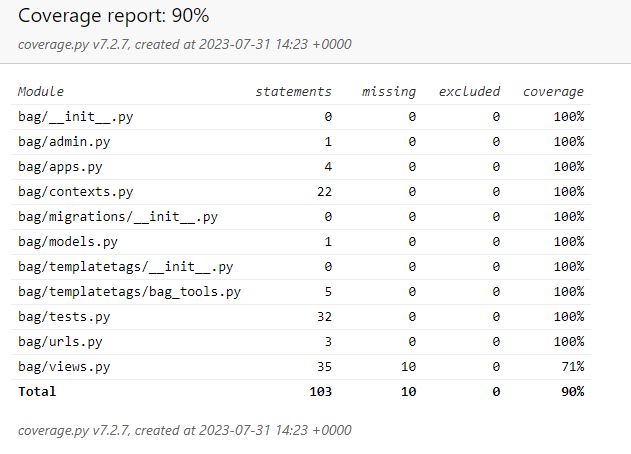 Coverage report: 90%
coverage.py v7.2.7, created at 2023-07-31 14:23 +0000
Module statements missing excluded coverage
bag/__init__.py 0 0 0 100%
bag/admin.py 1 0 0 100%
bag/apps.py 4 0 0 100%
bag/contexts.py 22 0 0 100%
bag/migrations/__init__.py 0 0 0 100%
bag/models.py 1 0 0 100%
bag/templatetags/__init__.py 0 0 0 100%
bag/templatetags/bag_tools.py 5 0 0 100%
bag/tests.py 32 0 0 100%
bag/urls.py 3 0 0 100%
bag/views.py 35 10 0 71%
Total 103 10 0 90%
coverage.py v7.2.7, created at 2023-07-31 14:23 +0000